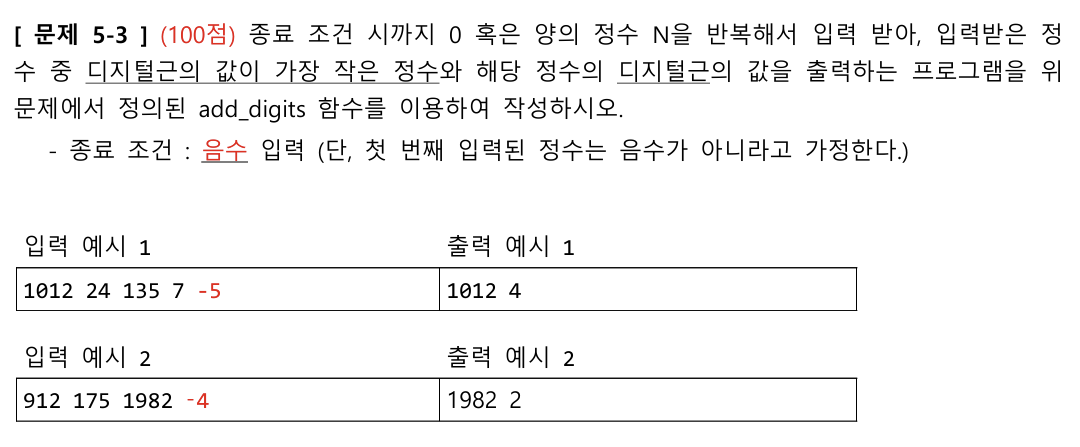 [ 문제 5-3 ] (100점) 종료 조건 시까지 0 혹은 양의 정수 N을 반복해서 입력 받아, 입력받은 정
수 중 디지털근의 값이 가장 작은 정수와 해당 정수의 디지털근의 값을 출력하는 프로그램을 위
문제에서 정의된 add_digits 함수를 이용하여 작성하시오.
- 종료 조건 : 음수 입력 (단, 첫 번째 입력된 정수는 음수가 아니라고 가정한다.)
입력 예시 1 출력 예시 1
1012 24 135 7 -5 1012 4
입력 예시 2 출력 예시 2
912 175 1982 -4 1982 2